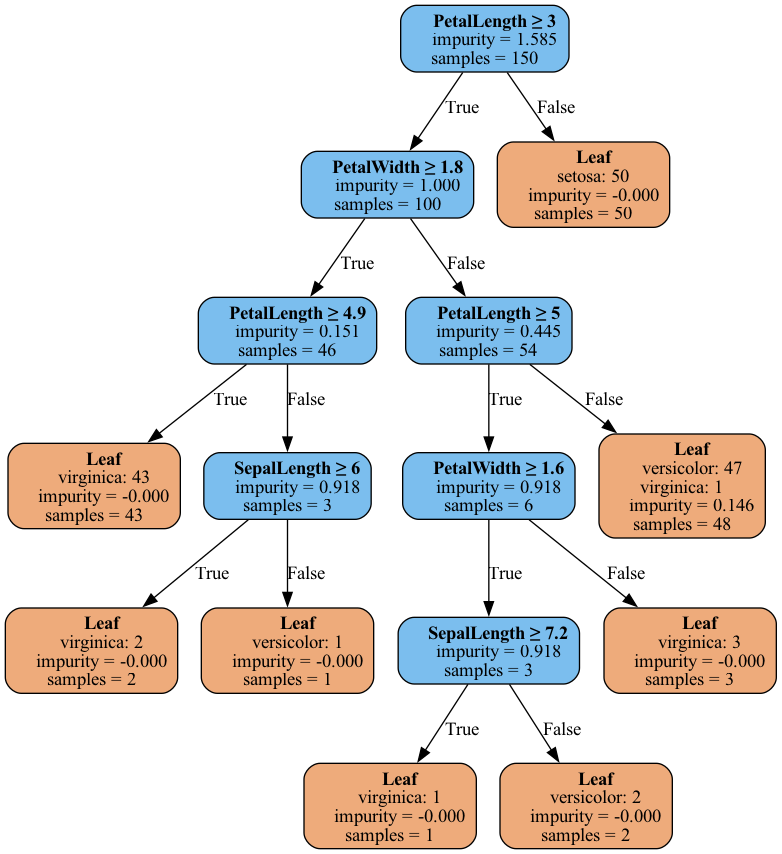 PetalLength ≥ 3
impurity = 1.585
samples = 150
True
False
PetalWidth ≥ 1.8
impurity = 1.000
samples = 100
Leaf
setosa: 50
impurity = -0.000
samples = 50
True
False
PetalLength ≥ 4.9
impurity = 0.151
samples = 46
PetalLength ≥ 5
impurity = 0.445
samples = 54
True
False
True
False
Leaf
virginica: 43
impurity = -0.000
samples = 43
SepalLength ≥ 6
impurity = 0.918
samples = 3
PetalWidth ≥ 1.6
impurity = 0.918
samples = 6
Leaf
versicolor: 47
virginica: 1
impurity = 0.146
samples = 48
True
False
True
False
Leaf
virginica: 2
impurity = -0.000
samples = 2
Leaf
versicolor: 1
impurity = -0.000
samples = 1
SepalLength ≥ 7.2
impurity = 0.918
samples = 3
Leaf
virginica: 3
impurity = -0.000
samples = 3
True
False
Leaf
virginica: 1
impurity = -0.000
samples = 1
Leaf
versicolor: 2
impurity = -0.000
samples = 2